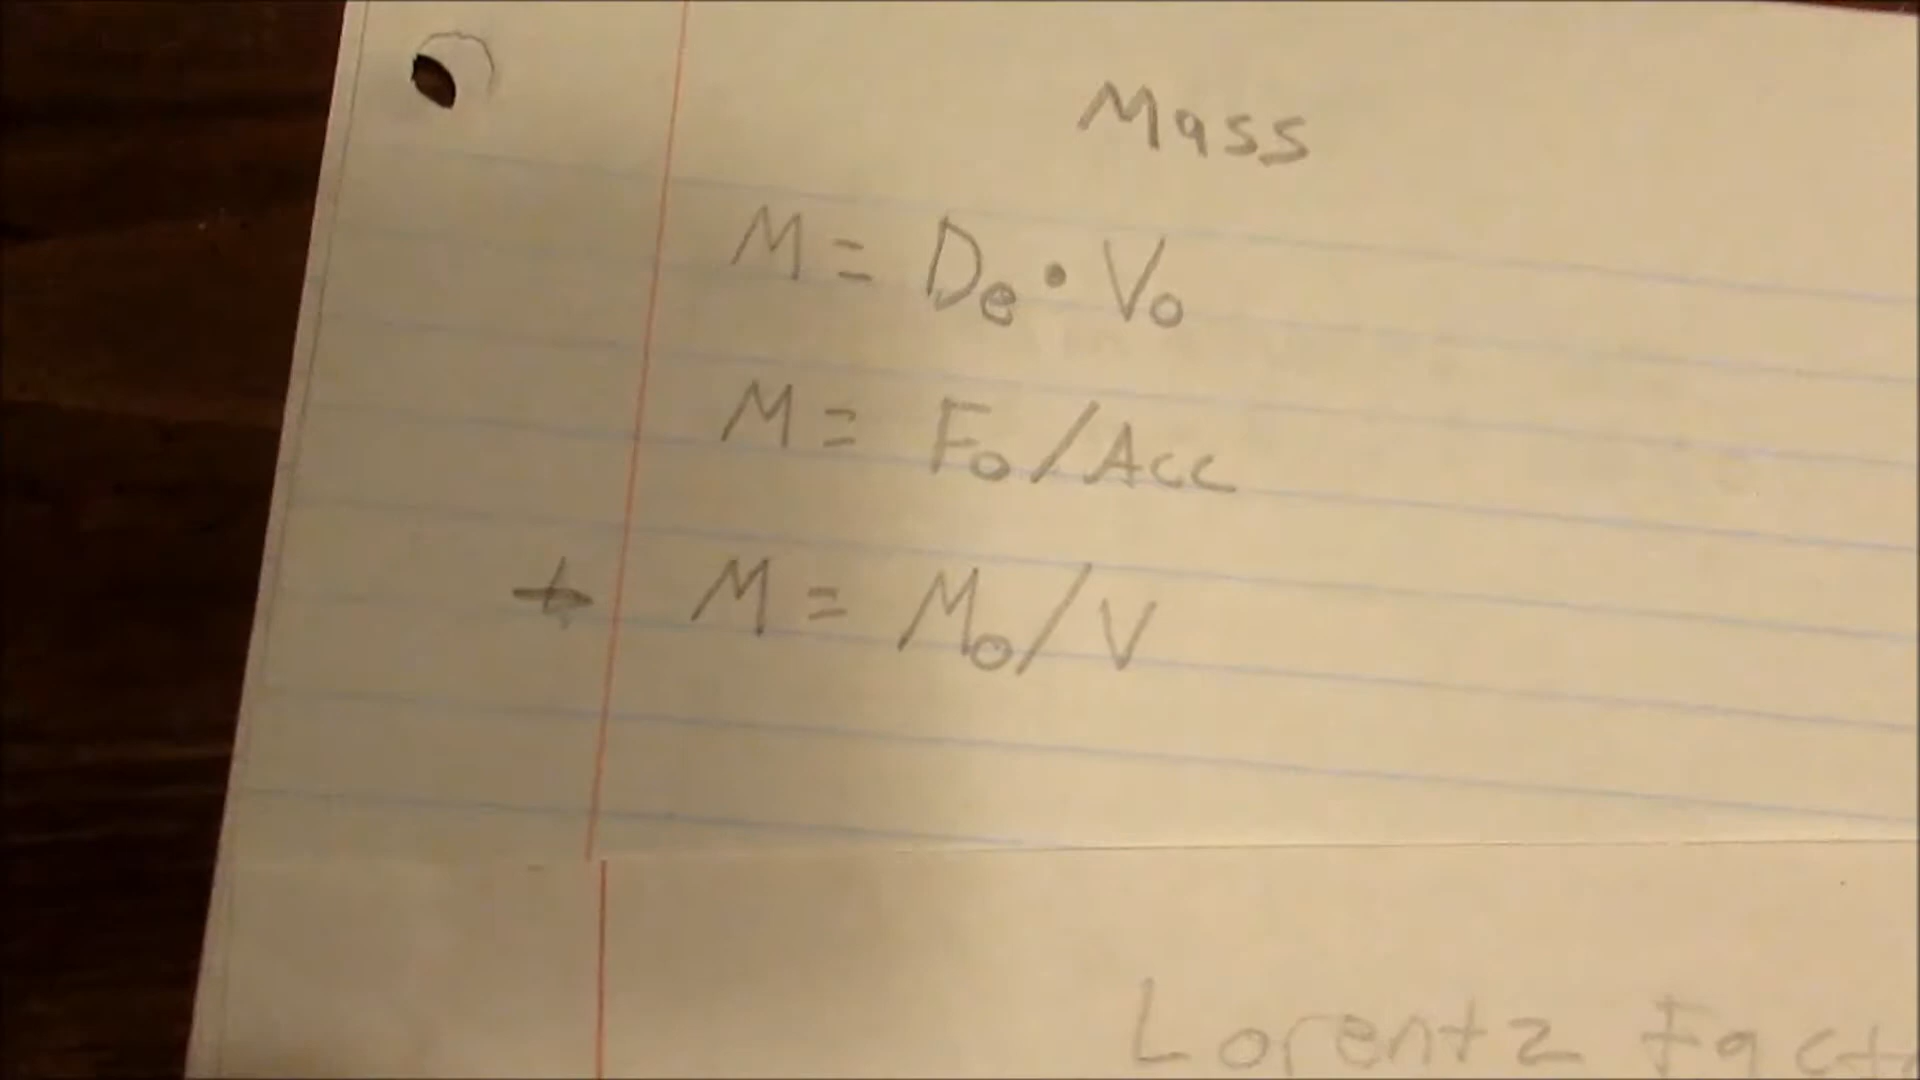 Mass
M = De • Vo
M = Fo/Acc
+ M = Mo/V
Lorentz